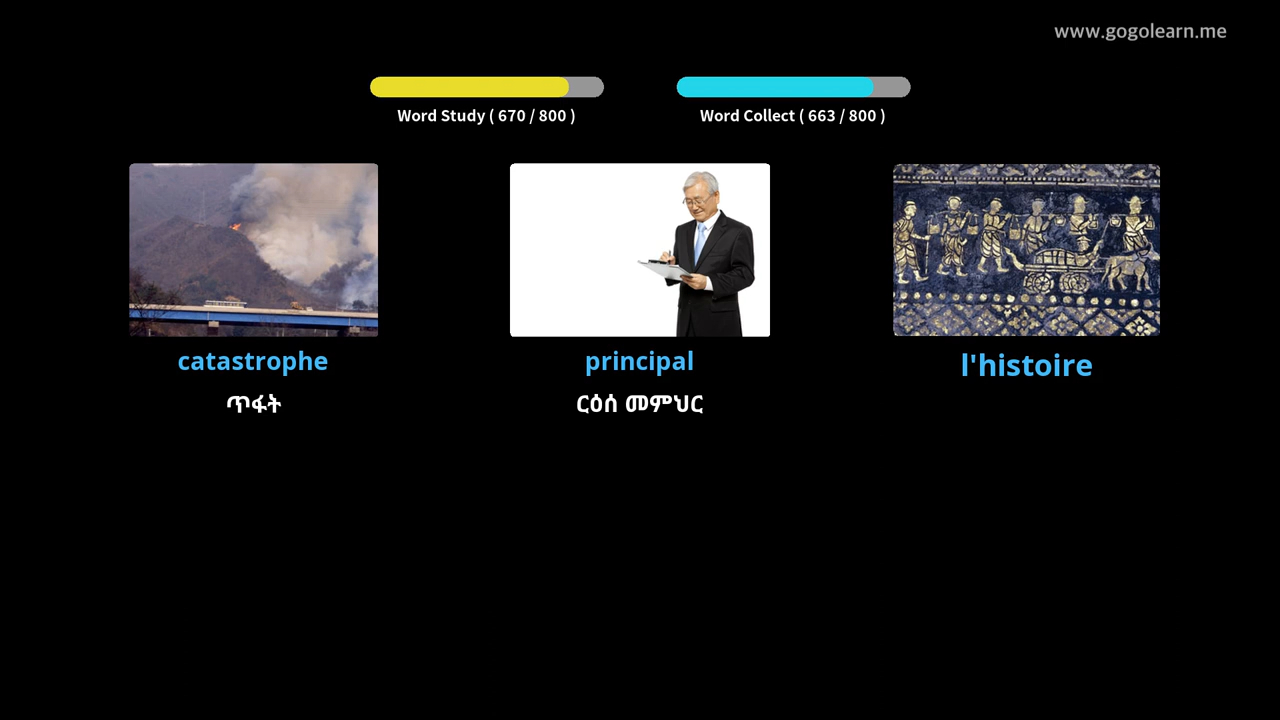 www.gogolearn.me
Word Study ( 670 / 800 )
Word Collect ( 663 / 800 )
catastrophe
ጥፋት
principal
ርዕሰ መምህር
l'histoire